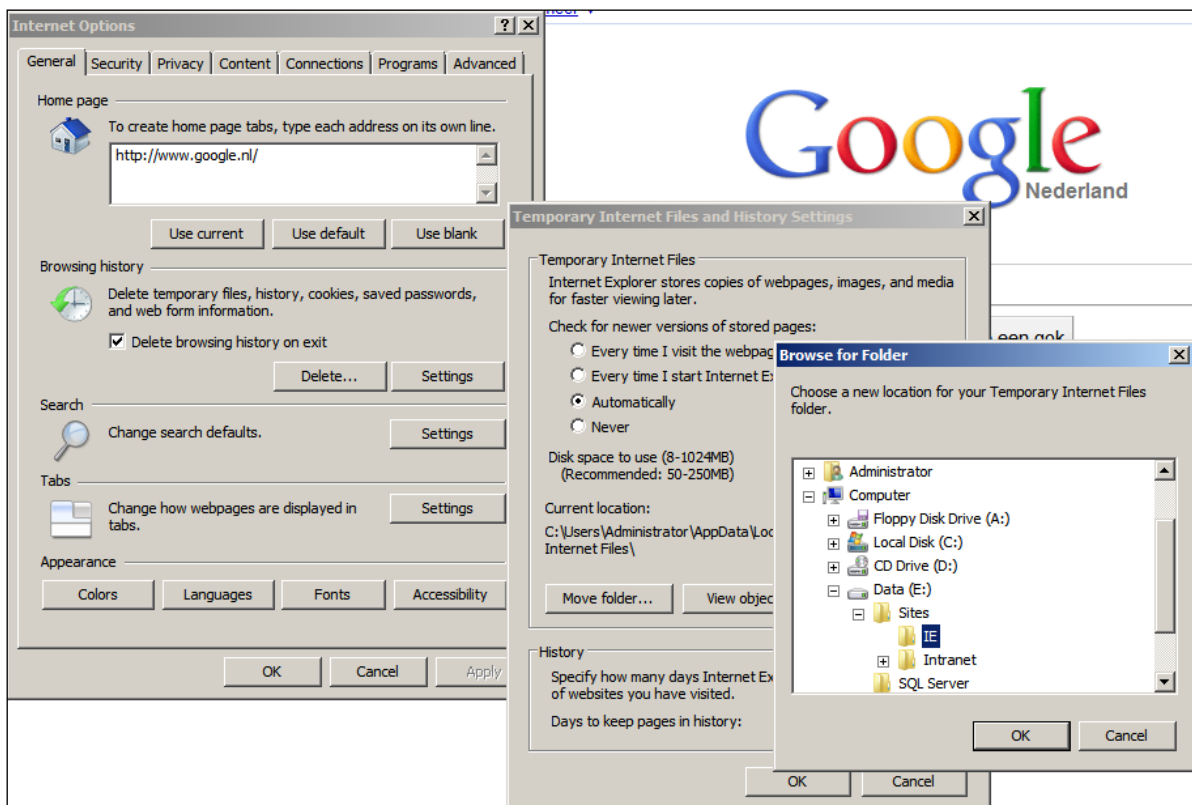 Internet Options
General Security Privacy Content Connections Programs Advanced
Home page
To create home page tabs, type each address on its own line.
http://www.google.nl/
Use current Use default Use blank
Browsing history
Delete temporary files, history, cookies, saved passwords,
and web form information.
Delete browsing history on exit
Delete... Settings
Search
Change search defaults.
Settings
Tabs
Change how webpages are displayed in
tabs.
Settings
Appearance
Colors Languages Fonts Accessibility
OK Cancel Apply
Google
Nederland
een gok
Temporary Internet Files and History Settings
Temporary Internet Files
Internet Explorer stores copies of webpages, images, and media
for faster viewing later.
Check for newer versions of stored pages:
Every time I visit the webpag
Every time I start Internet Ex
Automatically
Never
Disk space to use (8-1024MB)
(Recommended: 50-250MB)
Current location:
C:\Users\Administrator\AppData\Loc
Internet Files\
Move folder... View objec
History
Specify how many days Internet Ex
of websites you have visited.
Days to keep pages in history:
OK Cancel
Browse for Folder
Choose a new location for your Temporary Internet Files
folder.
Administrator
Computer
Floppy Disk Drive (A:)
Local Disk (C:)
CD Drive (D:)
Data (E:)
Sites
IE
Intranet
SQL Server
OK Cancel